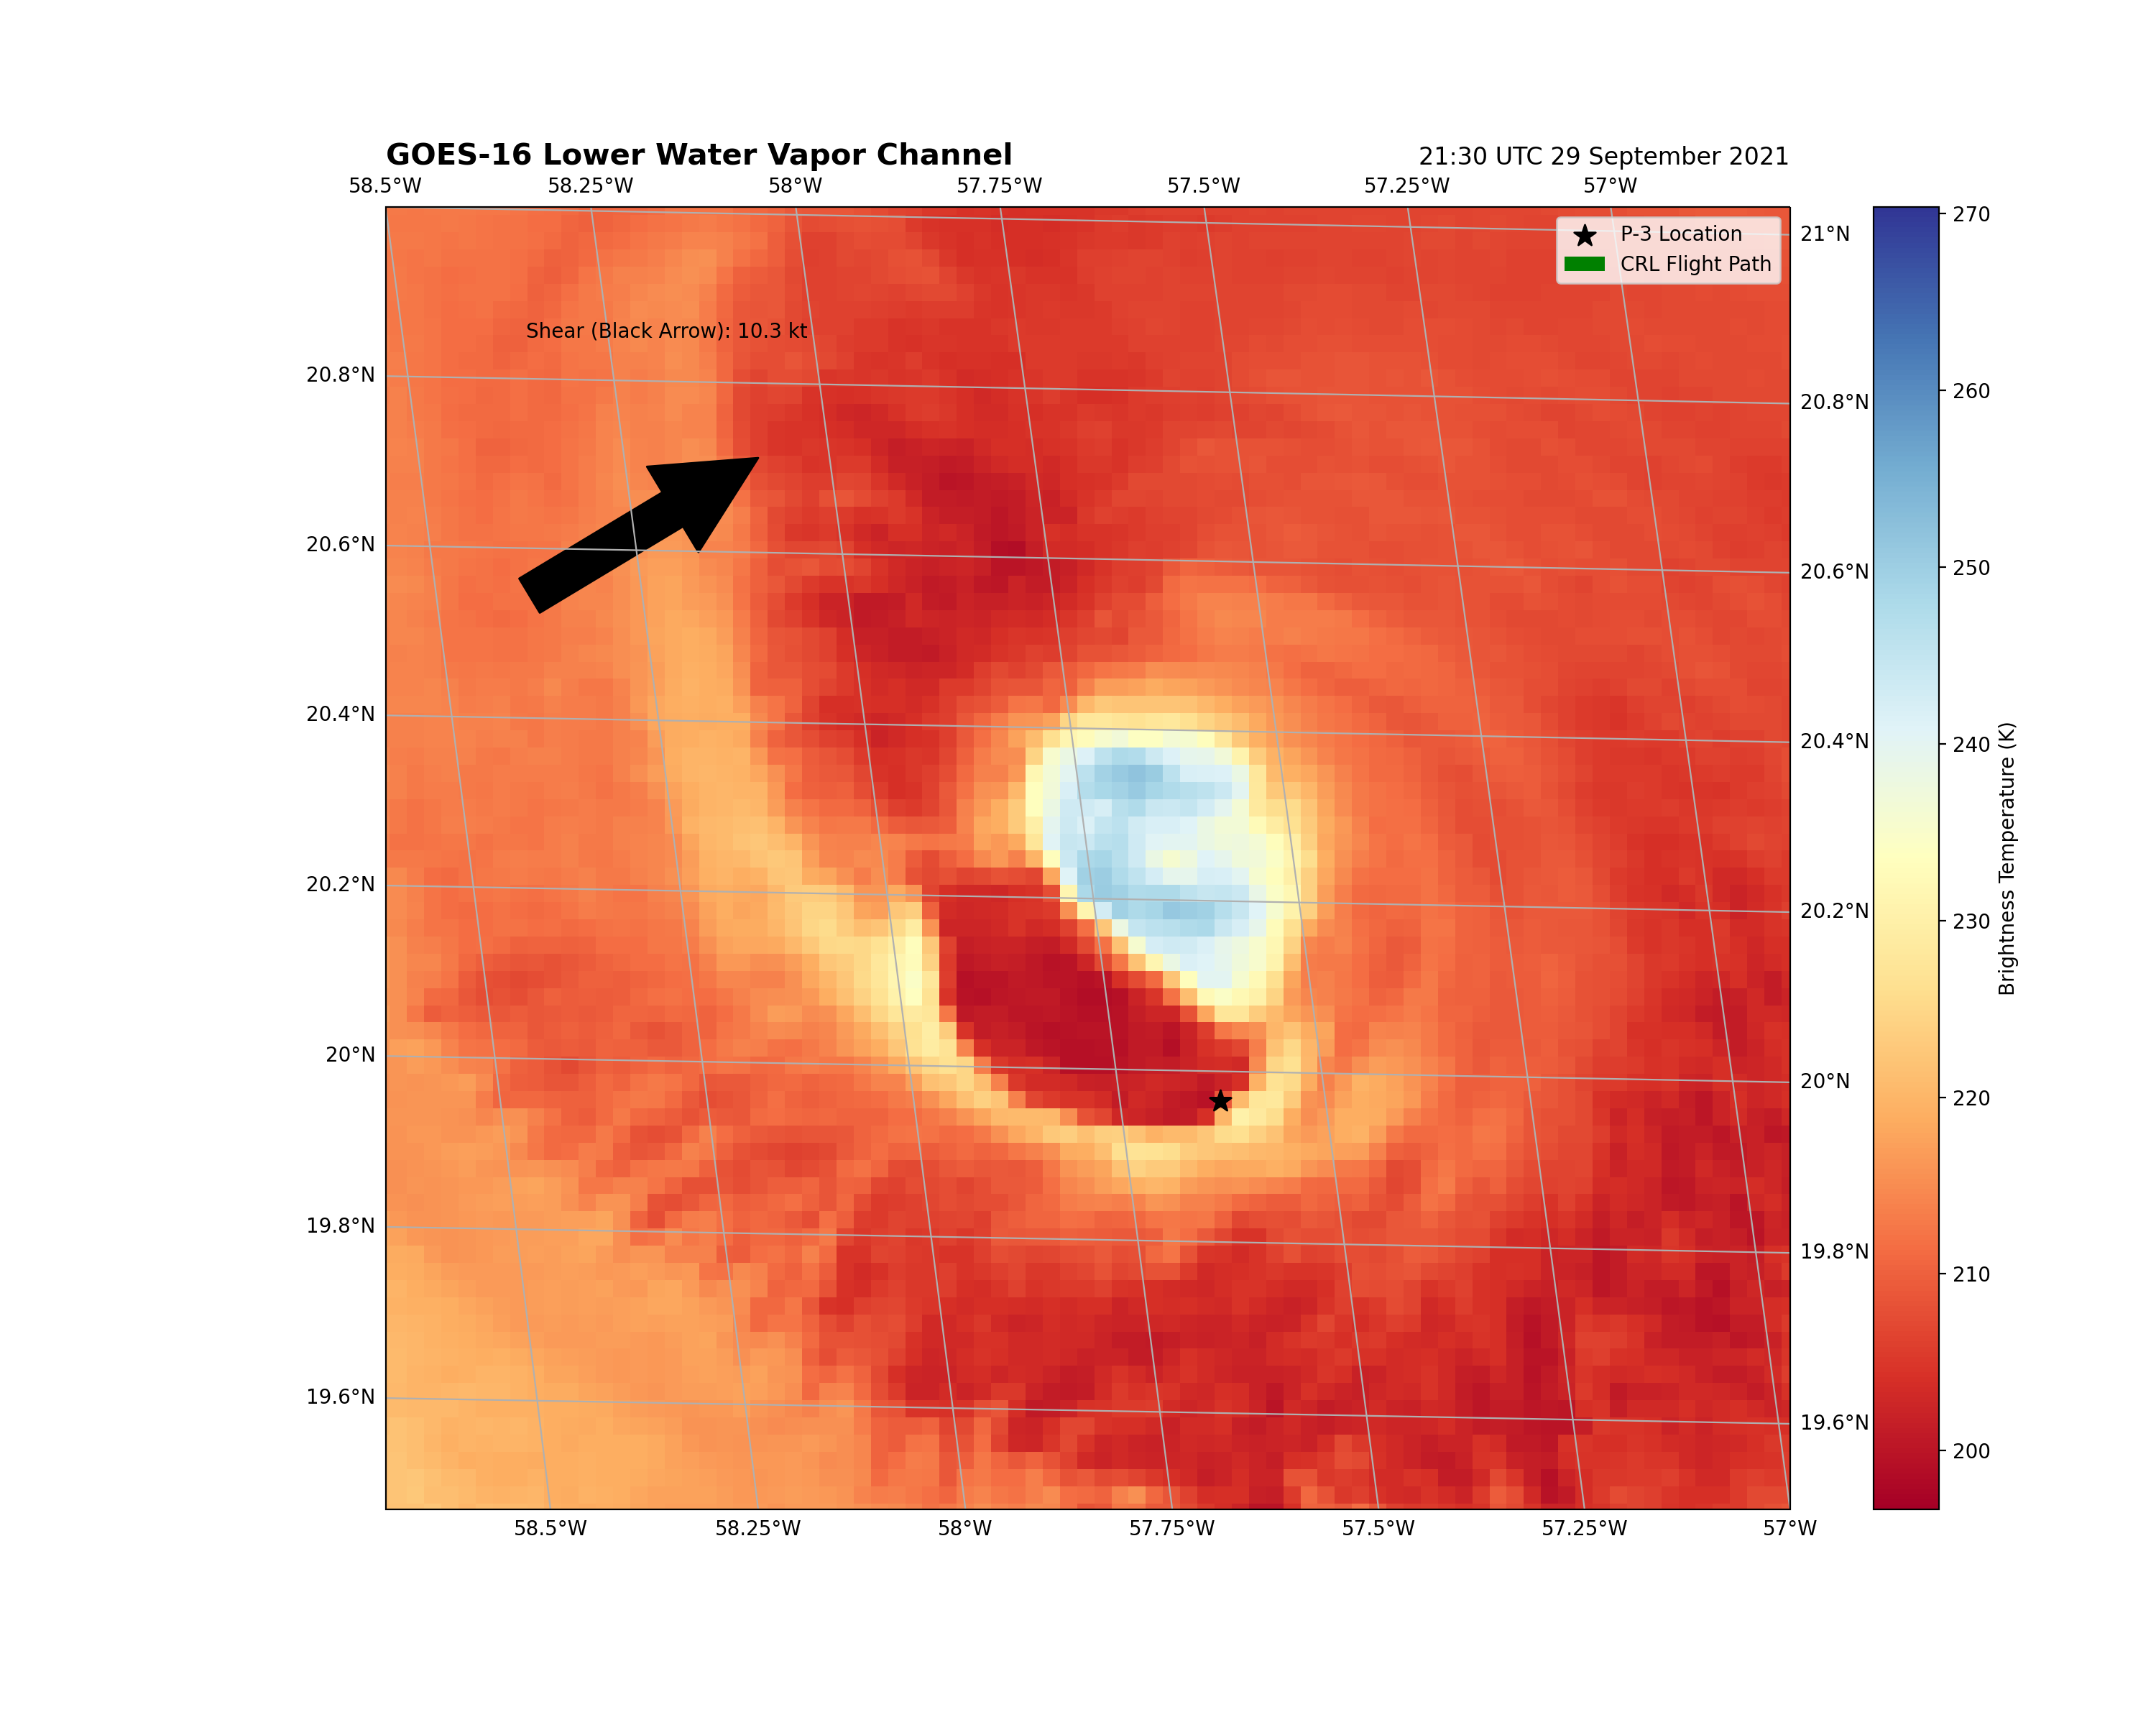 GOES-16 Lower Water Vapor Channel
21:30 UTC 29 September 2021
58.5°W 58.25°W 58°W 57.75°W 57.5°W 57.25°W 57°W
P-3 Location
CRL Flight Path
Shear (Black Arrow): 10.3 kt
20.8°N
20.6°N
20.4°N
20.2°N
20°N
19.8°N
19.6°N
21°N
20.8°N
20.6°N
20.4°N
20.2°N
20°N
19.8°N
19.6°N
270
260
250
240
230
220
210
200
Brightness Temperature (K)
58.5°W 58.25°W 58°W 57.75°W 57.5°W 57.25°W 57°W